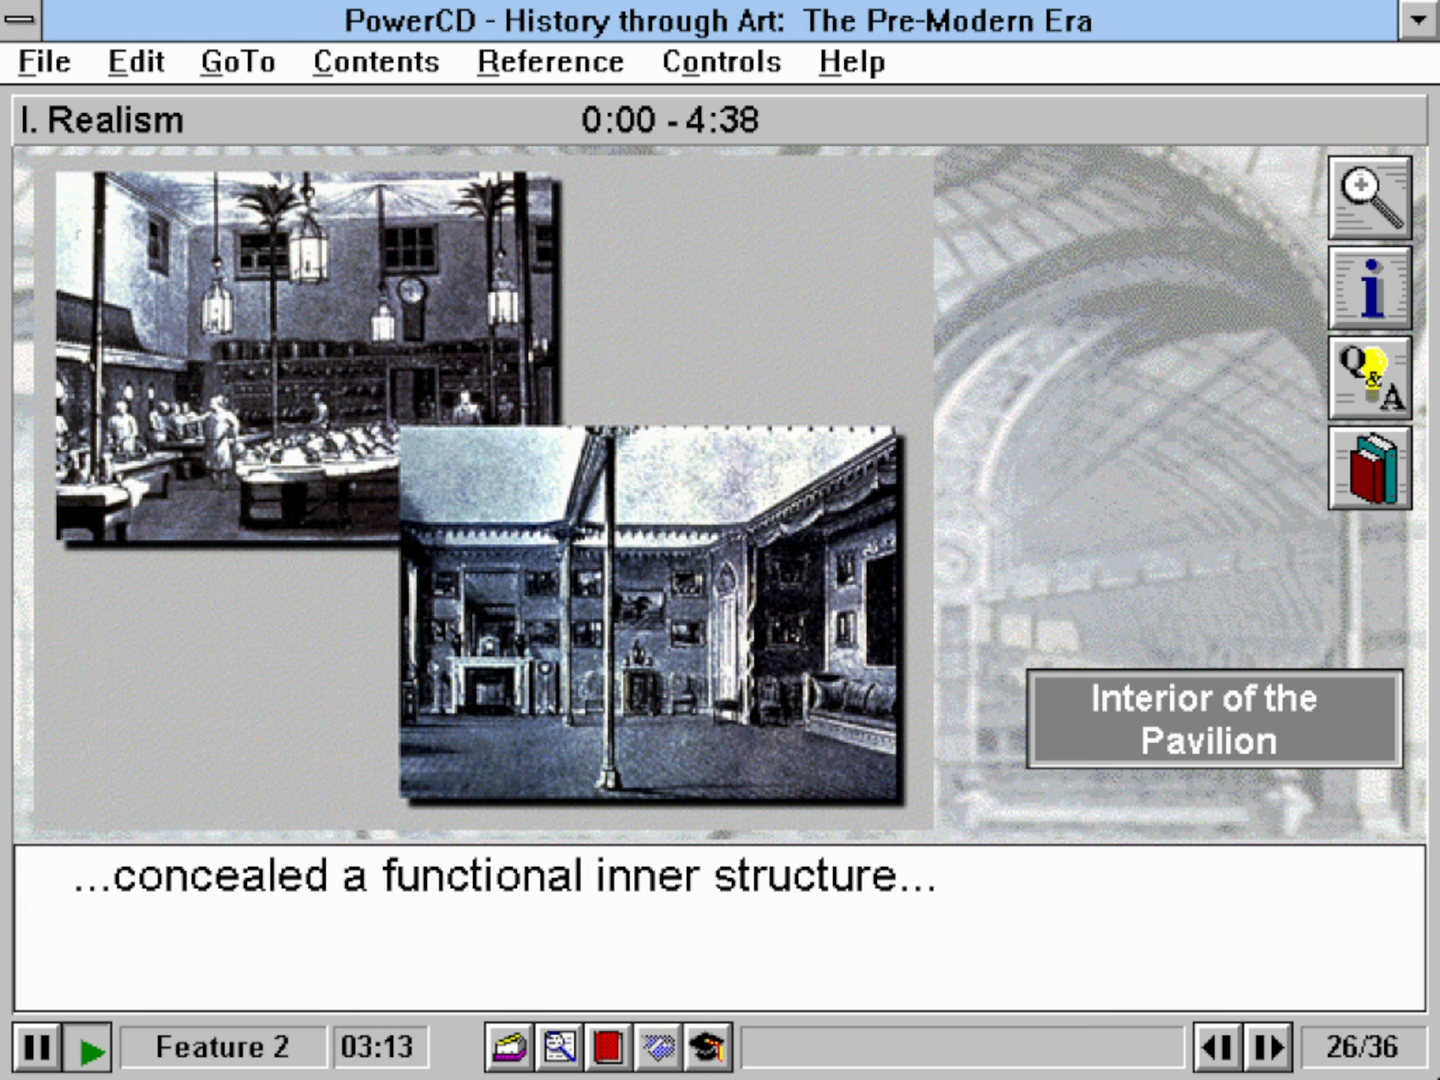 PowerCD - History through Art: The Pre-Modern Era
File Edit GoTo Contents Reference Controls Help
I. Realism 0:00 - 4:38
i
Q & A
Interior of the
Pavilion
...concealed a functional inner structure...
Feature 2 03:13 26/36